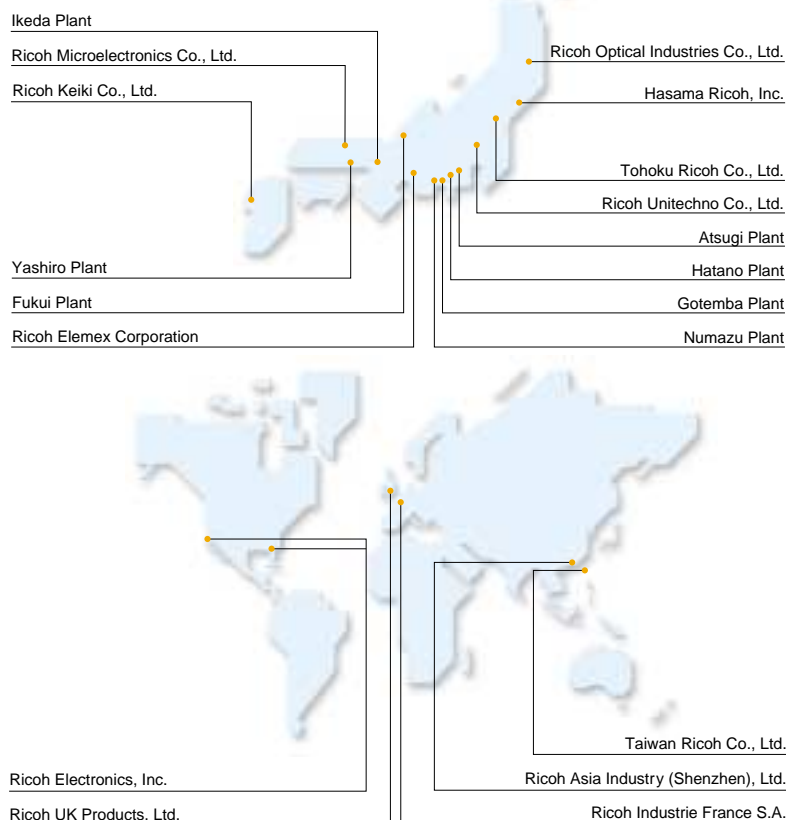 Ikeda Plant
Ricoh Microelectronics Co., Ltd.
Ricoh Keiki Co., Ltd.
Ricoh Optical Industries Co., Ltd.
Hasama Ricoh, Inc.
Tohoku Ricoh Co., Ltd.
Ricoh Unitechno Co., Ltd.
Atsugi Plant
Hatano Plant
Gotemba Plant
Numazu Plant
Yashiro Plant
Fukui Plant
Ricoh Elemex Corporation
Taiwan Ricoh Co., Ltd.
Ricoh Electronics, Inc.
Ricoh Asia Industry (Shenzhen), Ltd.
Ricoh UK Products, Ltd.
Ricoh Industrie France S.A.